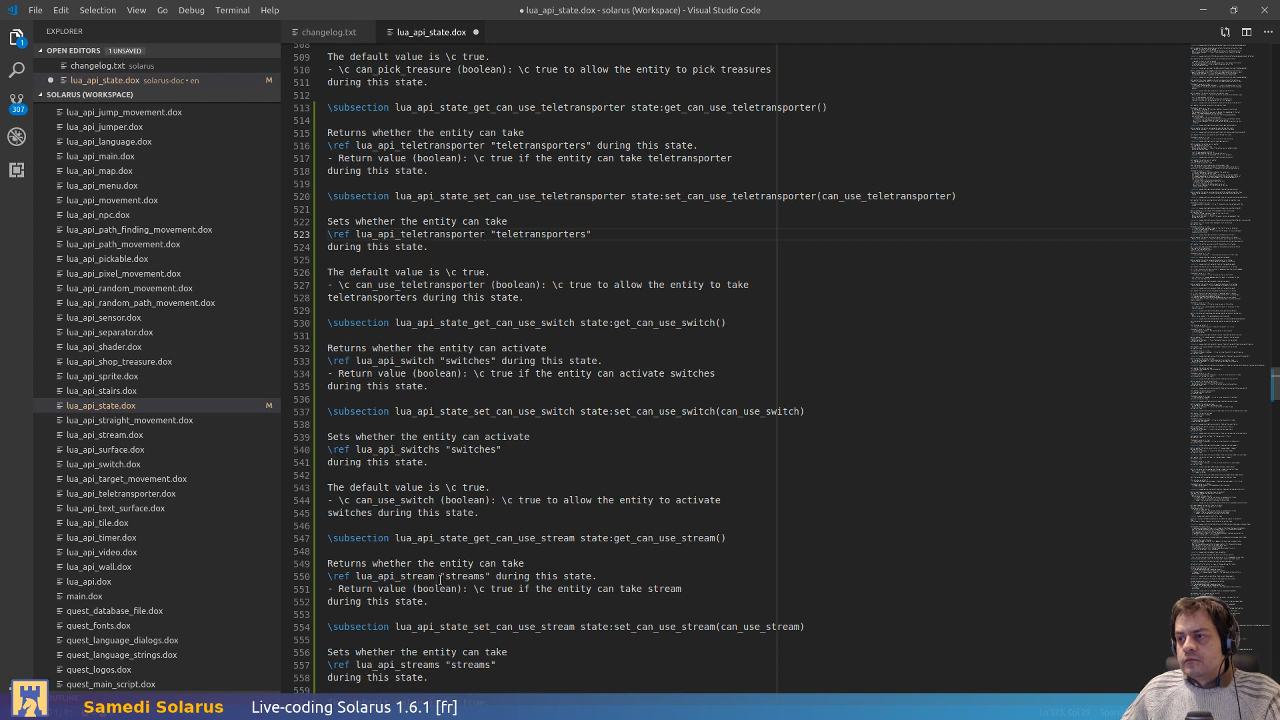 File Edit Selection View Go Debug Terminal Help
● lua_api_state.dox - solarus (Workspace) - Visual Studio Code
EXPLORER
OPEN EDITORS 1 UNSAVED
changelog.txt solarus
lua_api_state.dox solarus-doc • en M
SOLARUS (WORKSPACE)
307
lua_api_jump_movement.dox
lua_api_jumper.dox
lua_api_language.dox
lua_api_main.dox
lua_api_map.dox
lua_api_menu.dox
lua_api_movement.dox
lua_api_npc.dox
lua_api_path_finding_movement.dox
lua_api_path_movement.dox
lua_api_pickable.dox
lua_api_pixel_movement.dox
lua_api_random_movement.dox
lua_api_random_path_movement.dox
lua_api_sensor.dox
lua_api_separator.dox
lua_api_shader.dox
lua_api_shop_treasure.dox
lua_api_sprite.dox
lua_api_stairs.dox
lua_api_state.dox M
lua_api_straight_movement.dox
lua_api_stream.dox
lua_api_surface.dox
lua_api_switch.dox
lua_api_target_movement.dox
lua_api_teletransporter.dox
lua_api_text_surface.dox
lua_api_tile.dox
lua_api_timer.dox
lua_api_video.dox
lua_api_wall.dox
lua_api.dox
main.dox
quest_database_file.dox
quest_fonts.dox
quest_language_dialogs.dox
quest_language_strings.dox
quest_logos.dox
quest_main_script.dox
changelog.txt
lua_api_state.dox ●
508
509 The default value is \c true.
510 - \c can_pick_treasure (boolean): \c true to allow the entity to pick treasures
511 during this state.
512
513 \subsection lua_api_state_get_can_use_teletransporter state:get_can_use_teletransporter()
514
515 Returns whether the entity can take
516 \ref lua_api_teletransporter "teletransporters" during this state.
517 - Return value (boolean): \c true if the entity can take teletransporter
518 during this state.
519
520 \subsection lua_api_state_set_can_use_teletransporter state:set_can_use_teletransporter(can_use_teletransporter)
521
522 Sets whether the entity can take
523 \ref lua_api_teletransporter "teletransporters"
524 during this state.
525
526 The default value is \c true.
527 - \c can_use_teletransporter (boolean): \c true to allow the entity to take
528 teletransporters during this state.
529
530 \subsection lua_api_state_get_can_use_switch state:get_can_use_switch()
531
532 Returns whether the entity can activate
533 \ref lua_api_switch "switches" during this state.
534 - Return value (boolean): \c true if the entity can activate switches
535 during this state.
536
537 \subsection lua_api_state_set_can_use_switch state:set_can_use_switch(can_use_switch)
538
539 Sets whether the entity can activate
540 \ref lua_api_switch "switches"
541 during this state.
542
543 The default value is \c true.
544 - \c can_use_switch (boolean): \c true to allow the entity to activate
545 switches during this state.
546
547 \subsection lua_api_state_get_can_use_stream state:get_can_use_stream()
548
549 Returns whether the entity can take
550 \ref lua_api_stream "streams" during this state.
551 - Return value (boolean): \c true if the entity can take streams
552 during this state.
553
554 \subsection lua_api_state_set_can_use_stream state:set_can_use_stream(can_use_stream)
555
556 Sets whether the entity can take
557 \ref lua_api_streams "streams"
558 during this state.
559
Samedi Solarus Live-coding Solarus 1.6.1 [fr]